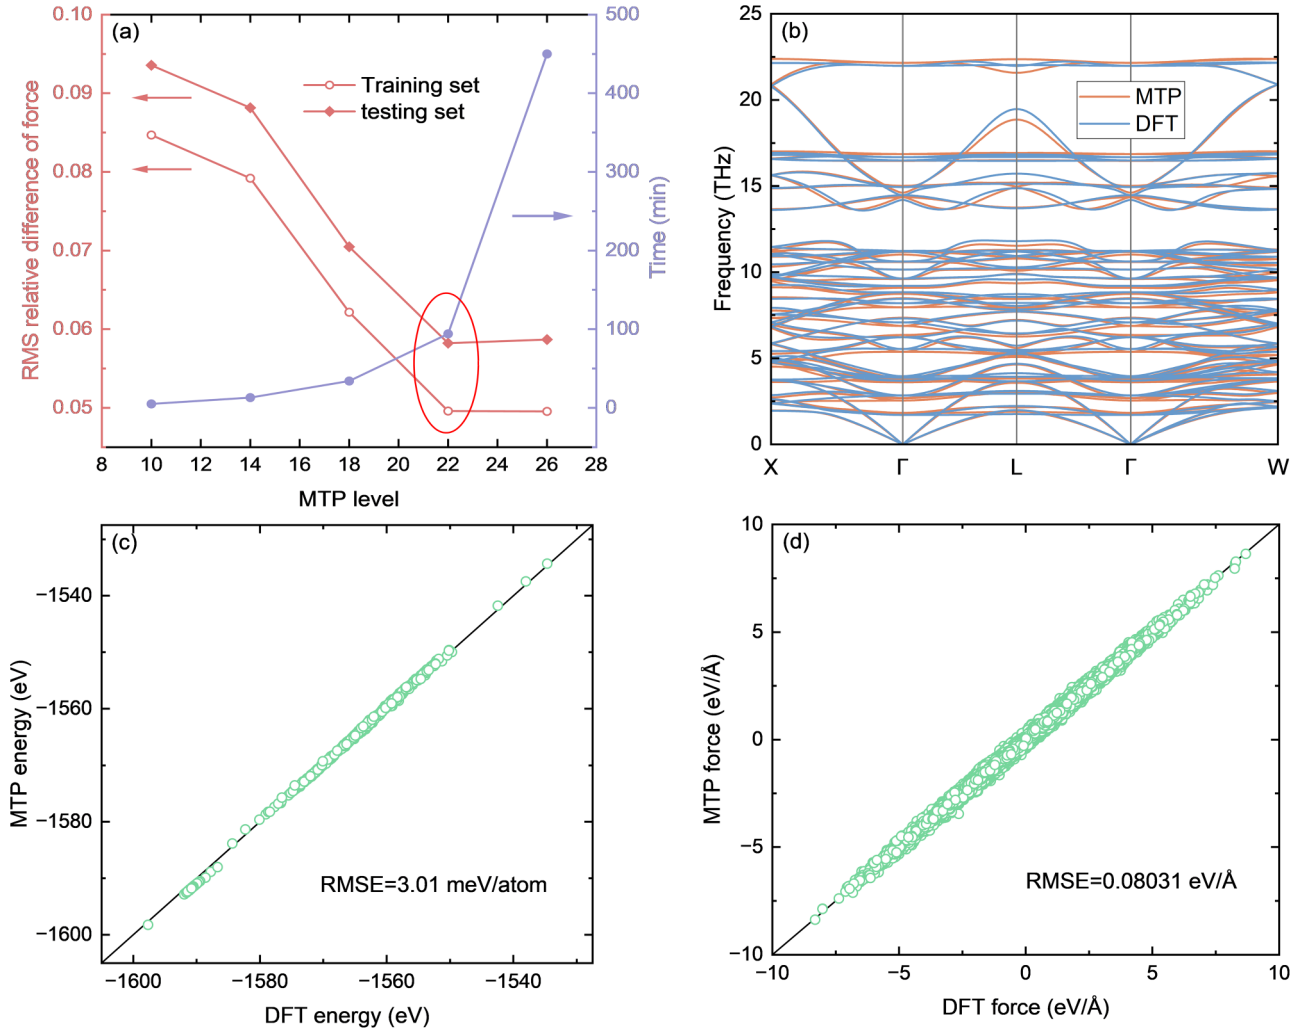 (a)
0.10
0.09
0.08
0.07
0.06
0.05
RMS relative difference of force
Training set
testing set
500
400
300
200
100
0
Time (min)
8 10 12 14 16 18 20 22 24 26 28
MTP level
(b)
25
20
15
10
5
0
Frequency (THz)
MTP
DFT
X Γ L Γ W
(c)
−1540
−1560
−1580
−1600
MTP energy (eV)
RMSE=3.01 meV/atom
−1600 −1580 −1560 −1540
DFT energy (eV)
(d)
10
5
0
−5
−10
MTP force (eV/Å)
RMSE=0.08031 eV/Å
−10 −5 0 5 10
DFT force (eV/Å)